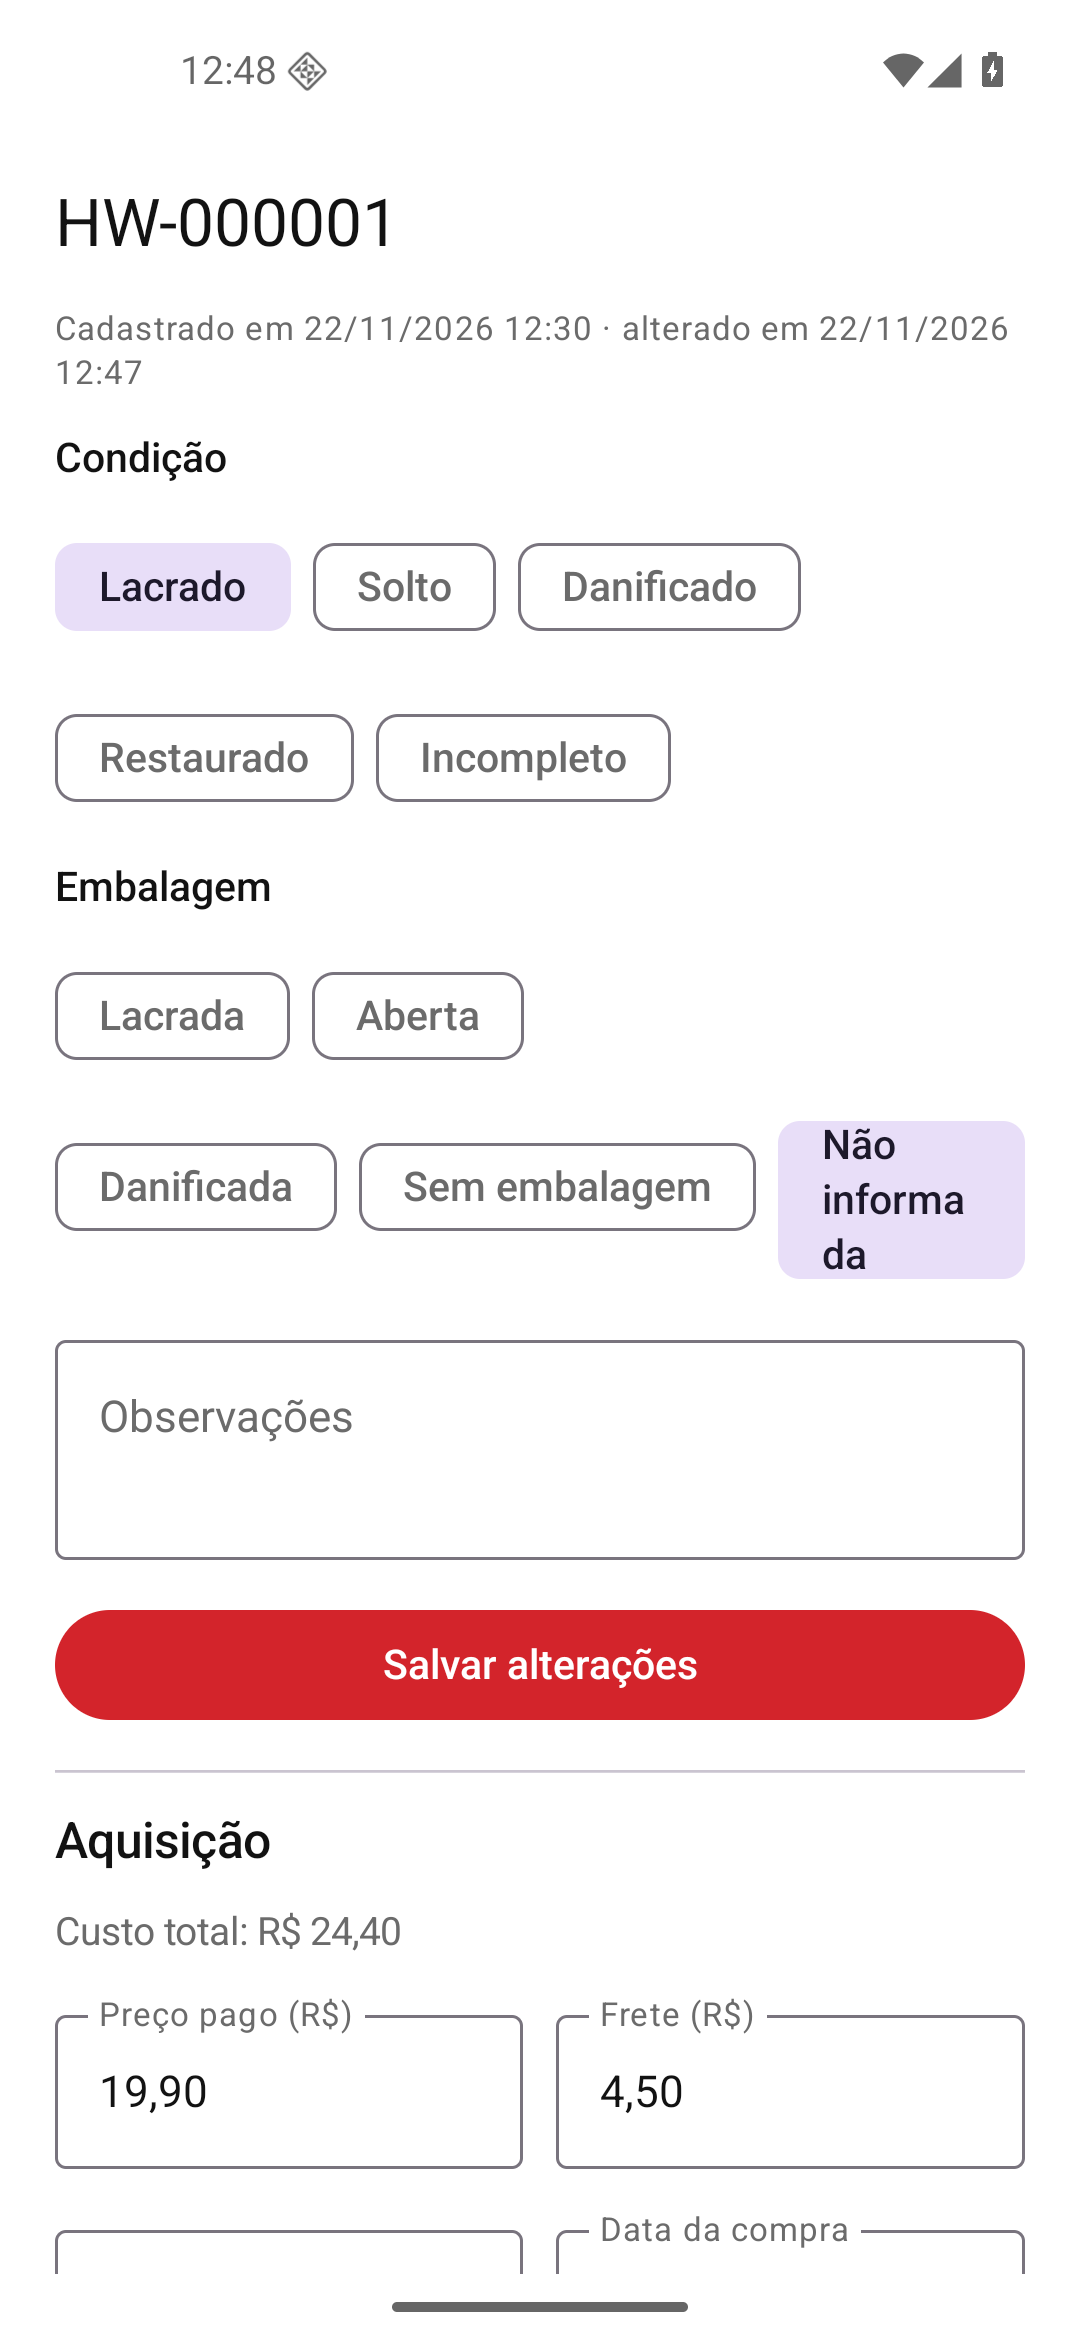 12:48
HW-000001
Cadastrado em 22/11/2026 12:30 · alterado em 22/11/2026
12:47
Condição
Lacrado Solto Danificado
Restaurado Incompleto
Embalagem
Lacrada Aberta
Danificada Sem embalagem Não
informa
da
Observações
Salvar alterações
Aquisição
Custo total: R$ 24,40
Preço pago (R$) Frete (R$)
19,90 4,50
Data da compra